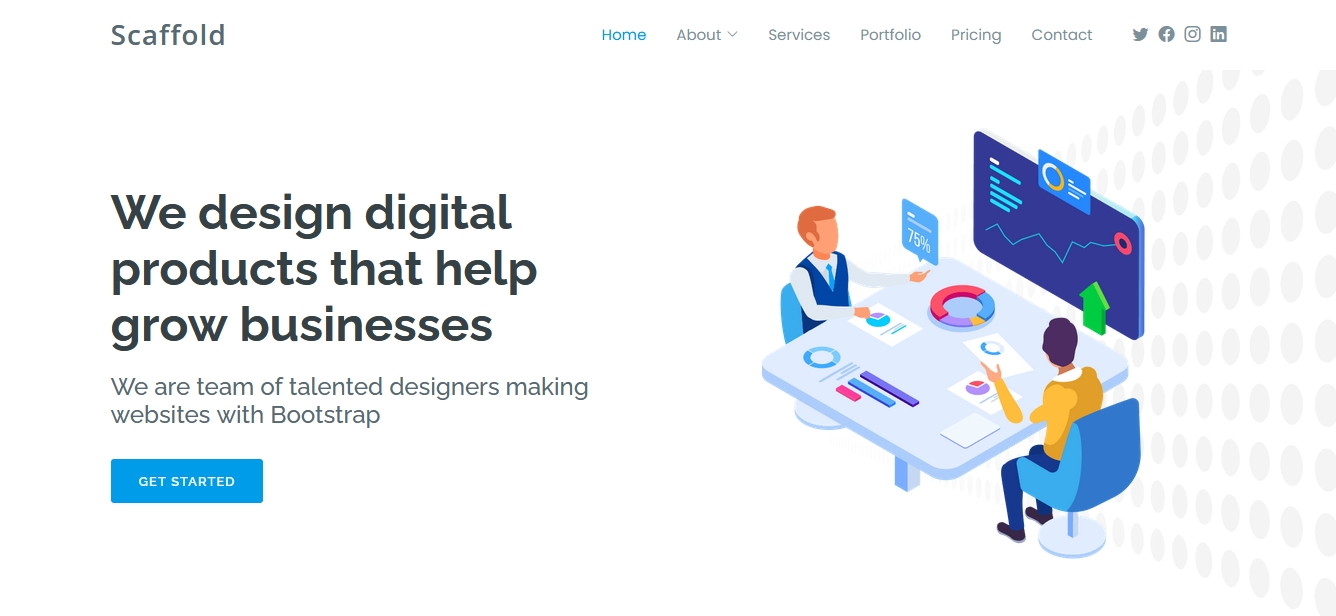 Scaffold
Home About Services Portfolio Pricing Contact
We design digital
products that help
grow businesses
75%
We are team of talented designers making
websites with Bootstrap
GET STARTED